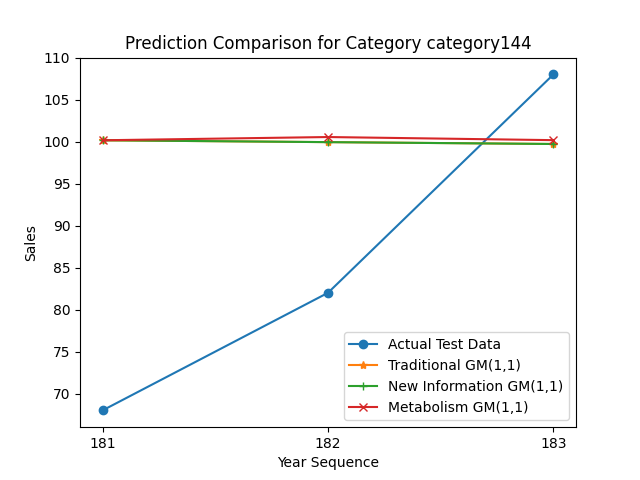 Prediction Comparison for Category category144
110
105
100
95
90
85
80
75
70
Sales
181
182
183
Year Sequence
Actual Test Data
Traditional GM(1,1)
New Information GM(1,1)
Metabolism GM(1,1)